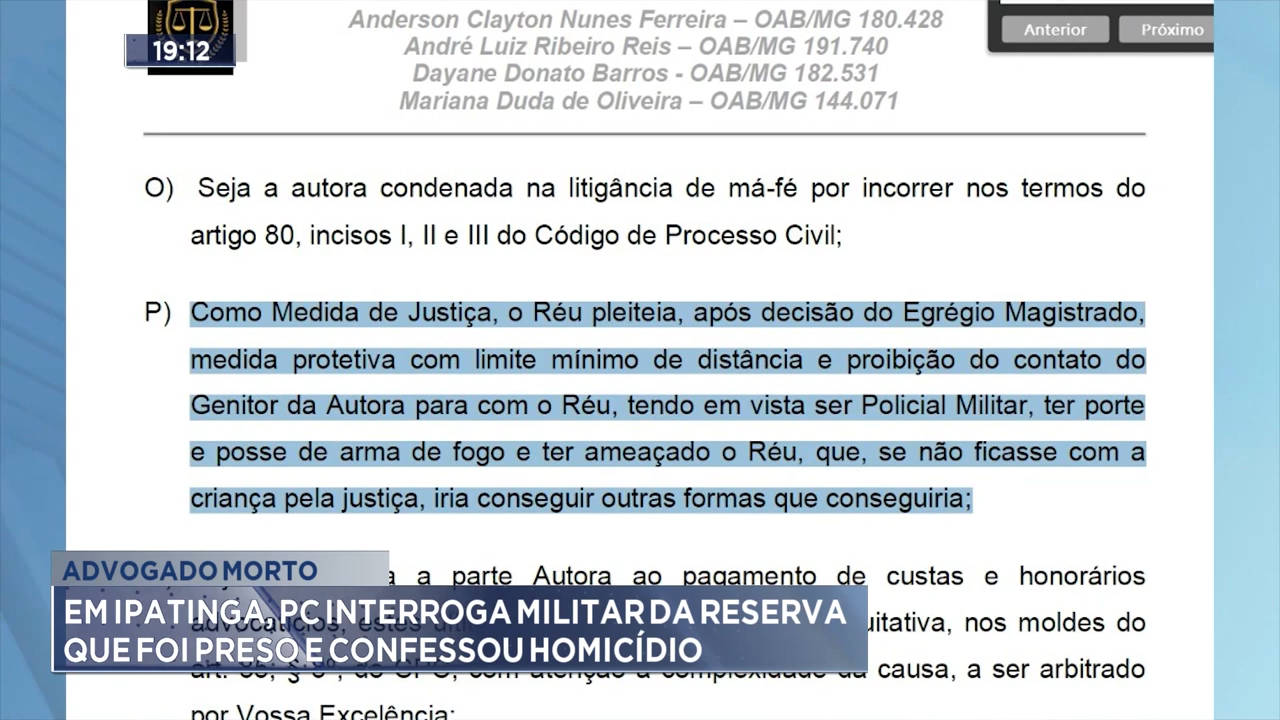 Anderson Clayton Nunes Ferreira – OAB/MG 180.428
André Luiz Ribeiro Reis – OAB/MG 191.740
Dayane Donato Barros - OAB/MG 182.531
Mariana Duda de Oliveira – OAB/MG 144.071
19:12
Anterior
Próximo
O) Seja a autora condenada na litigância de má-fé por incorrer nos termos do
artigo 80, incisos I, II e III do Código de Processo Civil;
P) Como Medida de Justiça, o Réu pleiteia, após decisão do Egrégio Magistrado,
medida protetiva com limite mínimo de distância e proibição do contato do
Genitor da Autora para com o Réu, tendo em vista ser Policial Militar, ter porte
e posse de arma de fogo e ter ameaçado o Réu, que, se não ficasse com a
criança pela justiça, iria conseguir outras formas que conseguiria;
a parte Autora ao pagamento de custas e honorários
nos moldes do
causa, a ser arbitrado
por Vossa Excelência;
ADVOGADO MORTO
EM IPATINGA, PC INTERROGA MILITAR DA RESERVA
QUE FOI PRESO E CONFESSOU HOMICÍDIO